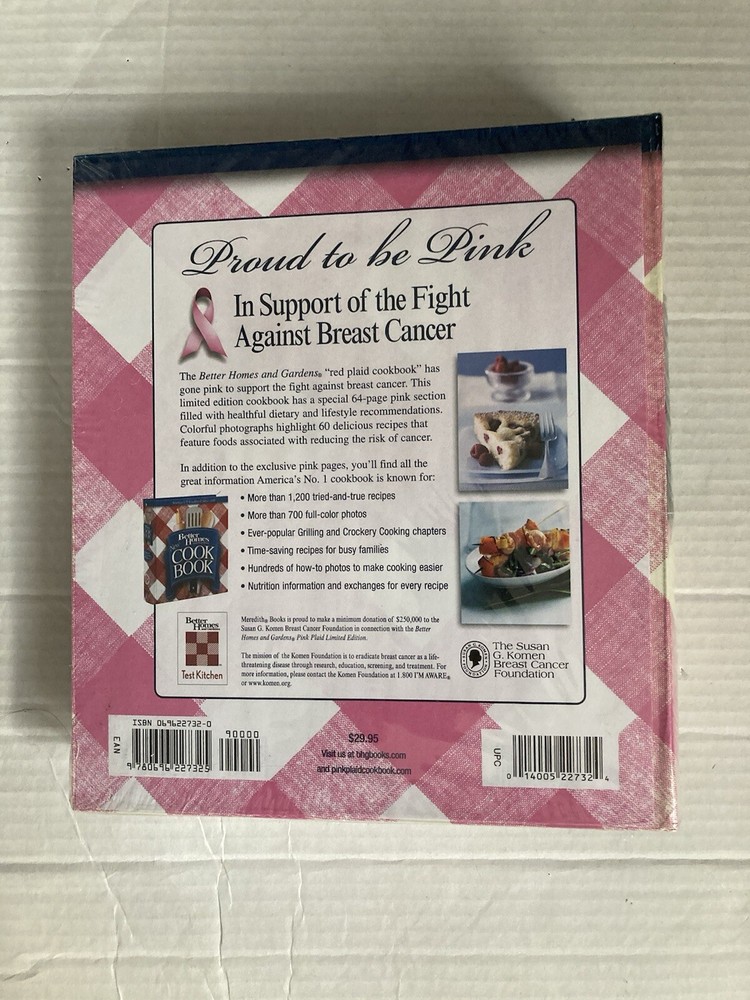 Proud to be Pink
In Support of the Fight
Against Breast Cancer
The Better Homes and Gardens® "red plaid cookbook" has
gone pink to support the fight against breast cancer. This
limited edition cookbook has a special 64-page pink section
filled with healthful dietary and lifestyle recommendations.
Colorful photographs highlight 60 delicious recipes that
feature foods associated with reducing the risk of cancer.
In addition to the exclusive pink pages, you'll find all the
great information America's No. 1 cookbook is known for:
• More than 1,200 tried-and-true recipes
• More than 700 full-color photos
• Ever-popular Grilling and Crockery Cooking chapters
• Time-saving recipes for busy families
• Hundreds of how-to photos to make cooking easier
• Nutrition information and exchanges for every recipe
Better Homes
COOK
BOOK
Better Homes
Test Kitchen
Meredith® Books is proud to make a minimum donation of $250,000 to the
Susan G. Komen Breast Cancer Foundation in connection with the Better
Homes and Gardens® Pink Plaid Limited Edition.
The mission of the Komen Foundation is to eradicate breast cancer as a life-
threatening disease through research, education, screening, and treatment. For
more information, please contact the Komen Foundation at 1.800 I'M AWARE®
or www.komen.org.
The Susan
G. Komen
Breast Cancer
Foundation
ISBN 069622732-0
90000
EAN
9 780696 227325
$29.95
Visit us at bhgbooks.com
and pinkplaidcookbook.com
UPC
0 14005 22732 4